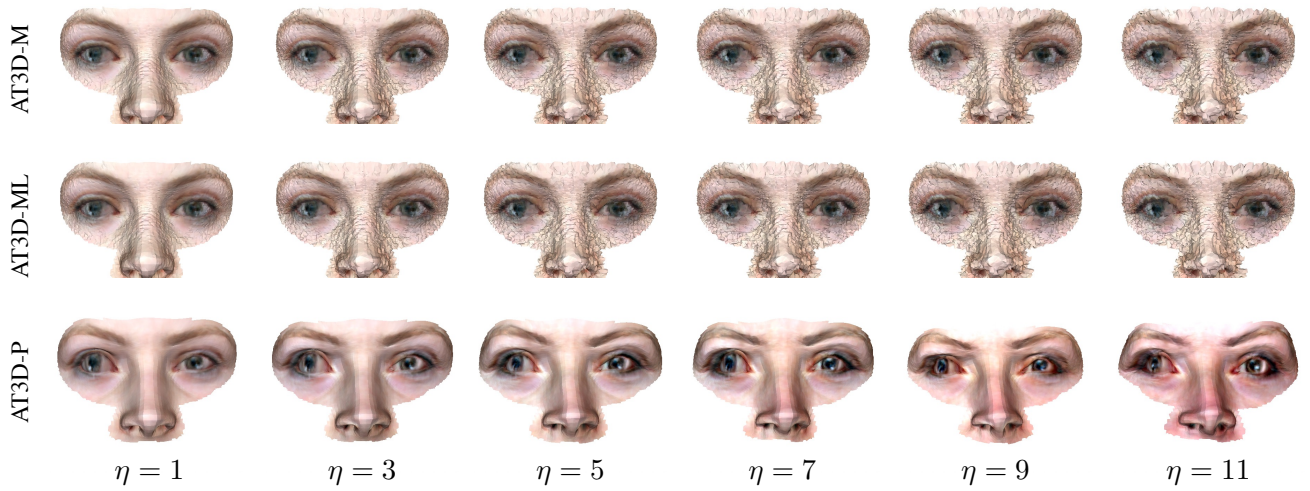 AT3D-M
AT3D-ML
AT3D-P
η = 1
η = 3
η = 5
η = 7
η = 9
η = 11